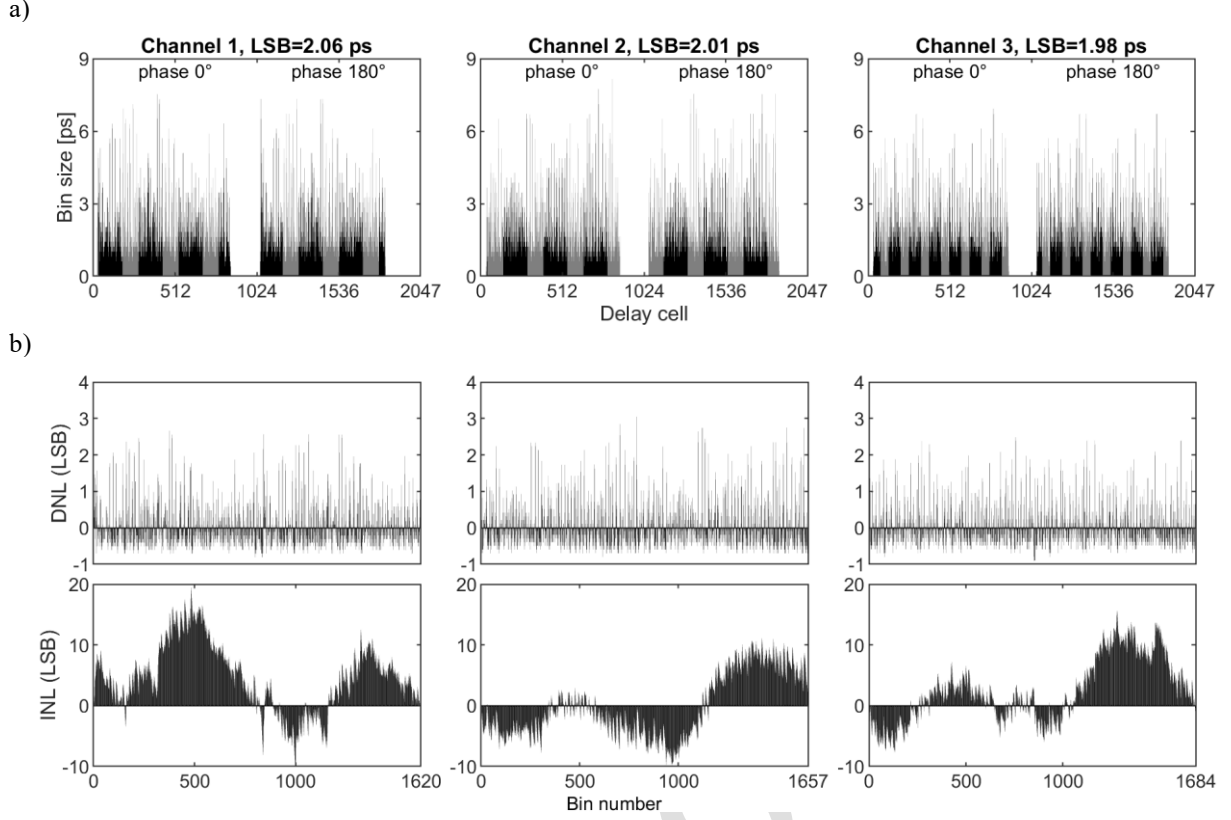 a)
Channel 1, LSB=2.06 ps Channel 2, LSB=2.01 ps Channel 3, LSB=1.98 ps
9 phase 0° phase 180° 9 phase 0° phase 180° 9 phase 0° phase 180°
6 6 6
Bin size [ps]
3 3 3
0 0 0
0 512 1024 1536 2047 0 512 1024 1536 2047 0 512 1024 1536 2047
Delay cell
b)
4 4 4
3 3 3
2 2 2
DNL (LSB)
1 1 1
0 0 0
-1 -1 -1
20 20 20
10 10 10
INL (LSB)
0 0 0
-10 -10 -10
0 500 1000 1620 0 500 1000 1657 0 500 1000 1684
Bin number